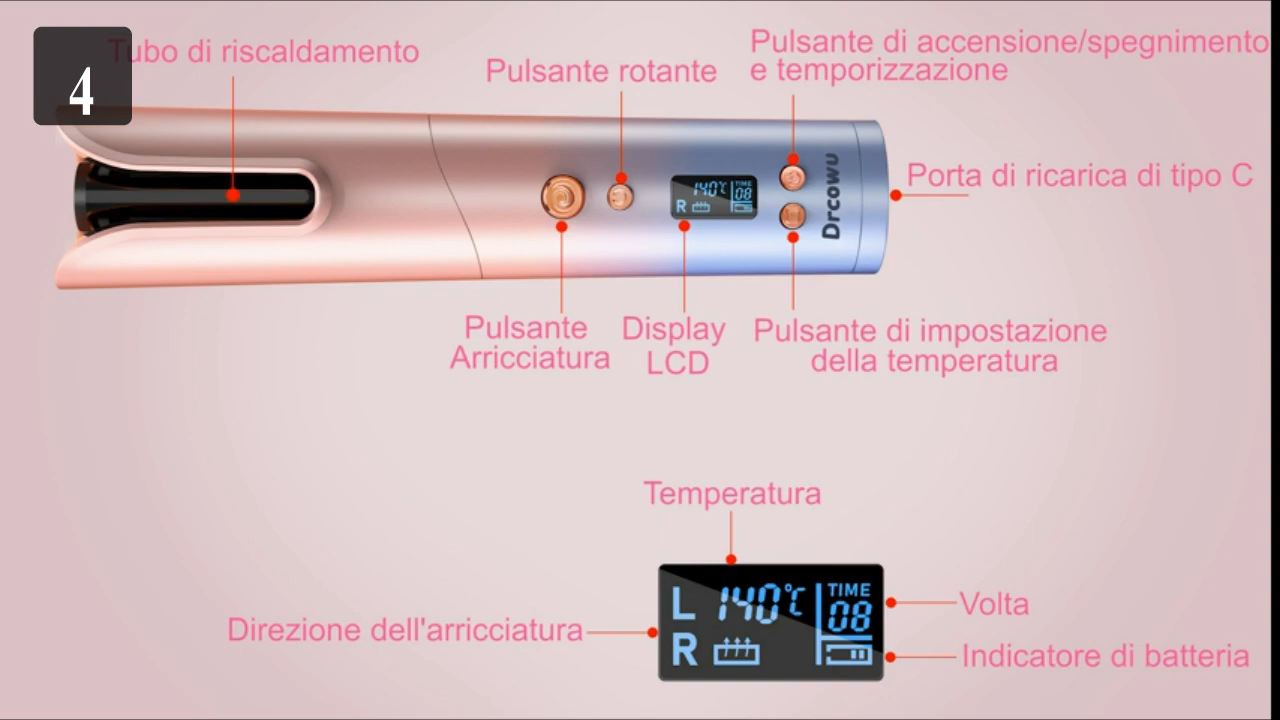 4
Tubo di riscaldamento
Pulsante rotante
Pulsante di accensione/spegnimento
e temporizzazione
Porta di ricarica di tipo C
140℃
TIME
08
R
Drcowu
Pulsante
Arricciatura
Display
LCD
Pulsante di impostazione
della temperatura
Temperatura
L 140℃
TIME
08
R
Volta
Direzione dell'arricciatura
Indicatore di batteria